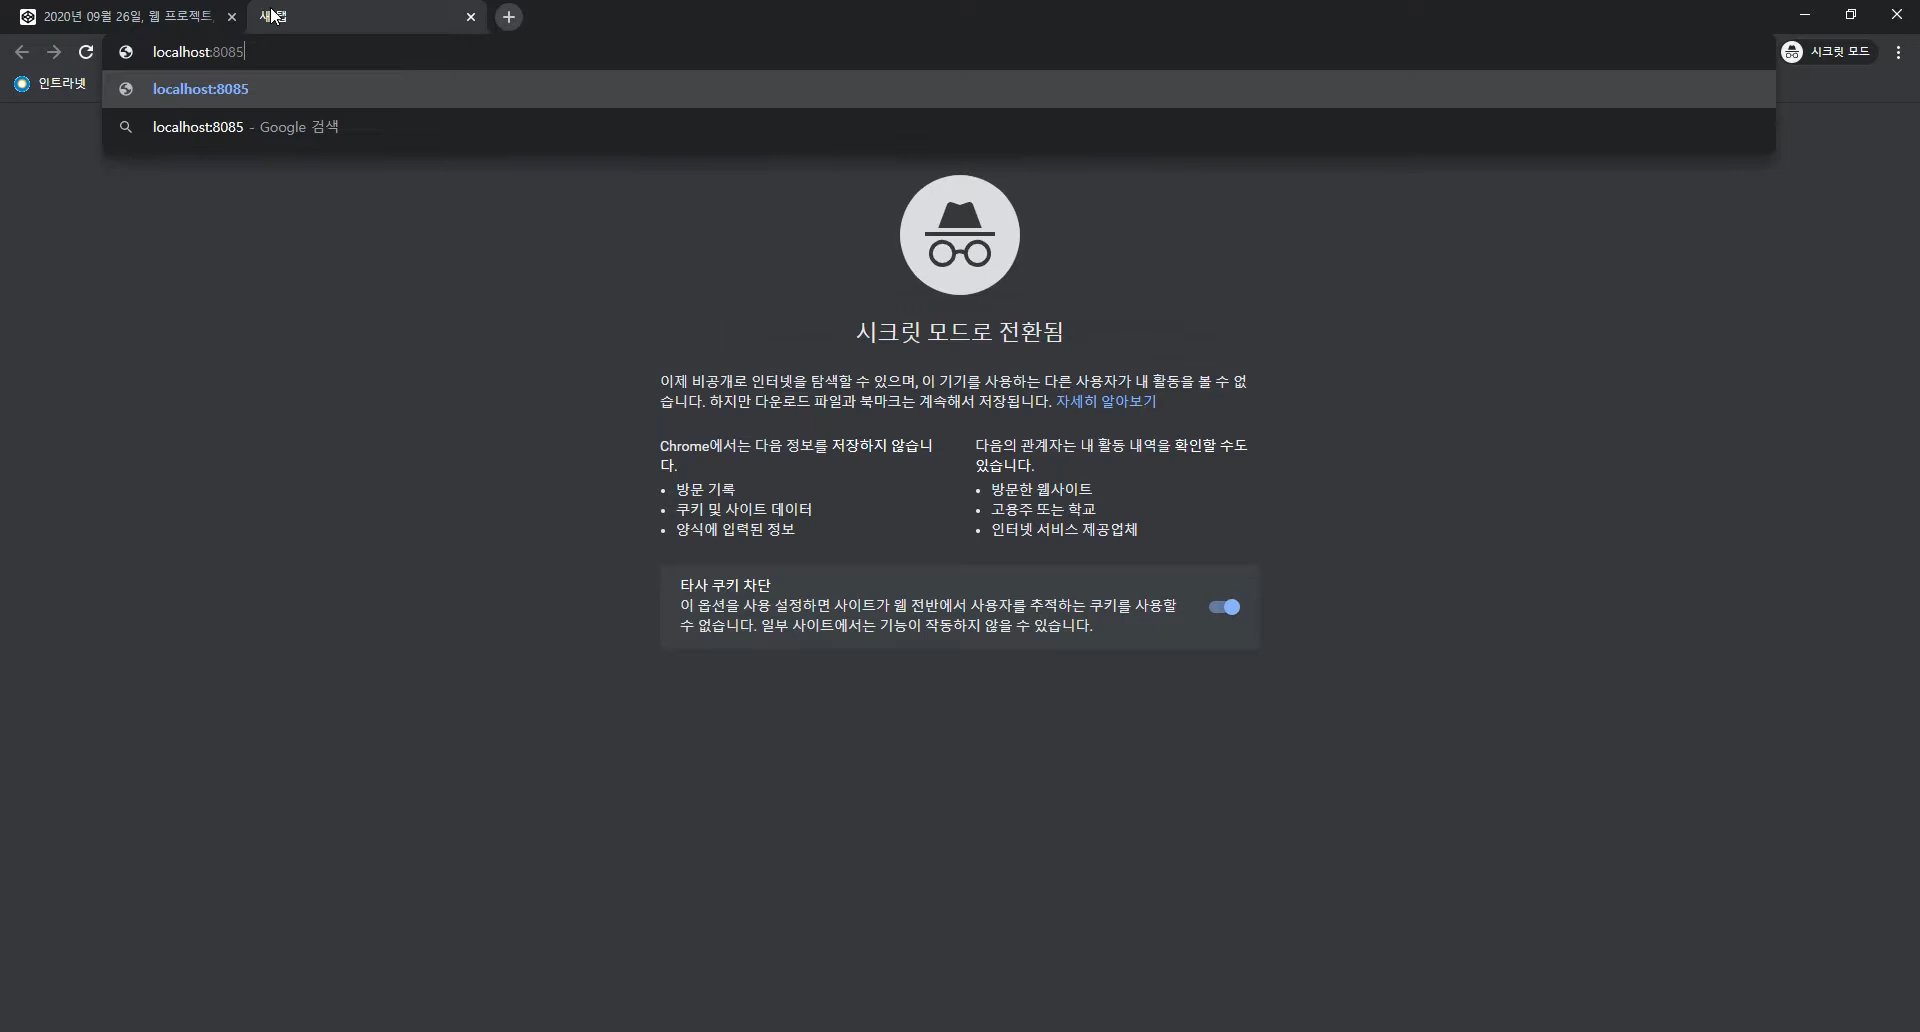 2020년 09월 26일, 웹 프로젝트,
새 탭
localhost:8085
시크릿 모드
인트라넷
localhost:8085
localhost:8085 - Google 검색
시크릿 모드로 전환됨
이제 비공개로 인터넷을 탐색할 수 있으며, 이 기기를 사용하는 다른 사용자가 내 활동을 볼 수 없
습니다. 하지만 다운로드 파일과 북마크는 계속해서 저장됩니다. 자세히 알아보기
Chrome에서는 다음 정보를 저장하지 않습니
다.
• 방문 기록
• 쿠키 및 사이트 데이터
• 양식에 입력된 정보
다음의 관계자는 내 활동 내역을 확인할 수도
있습니다.
• 방문한 웹사이트
• 고용주 또는 학교
• 인터넷 서비스 제공업체
타사 쿠키 차단
이 옵션을 사용 설정하면 사이트가 웹 전반에서 사용자를 추적하는 쿠키를 사용할
수 없습니다. 일부 사이트에서는 기능이 작동하지 않을 수 있습니다.